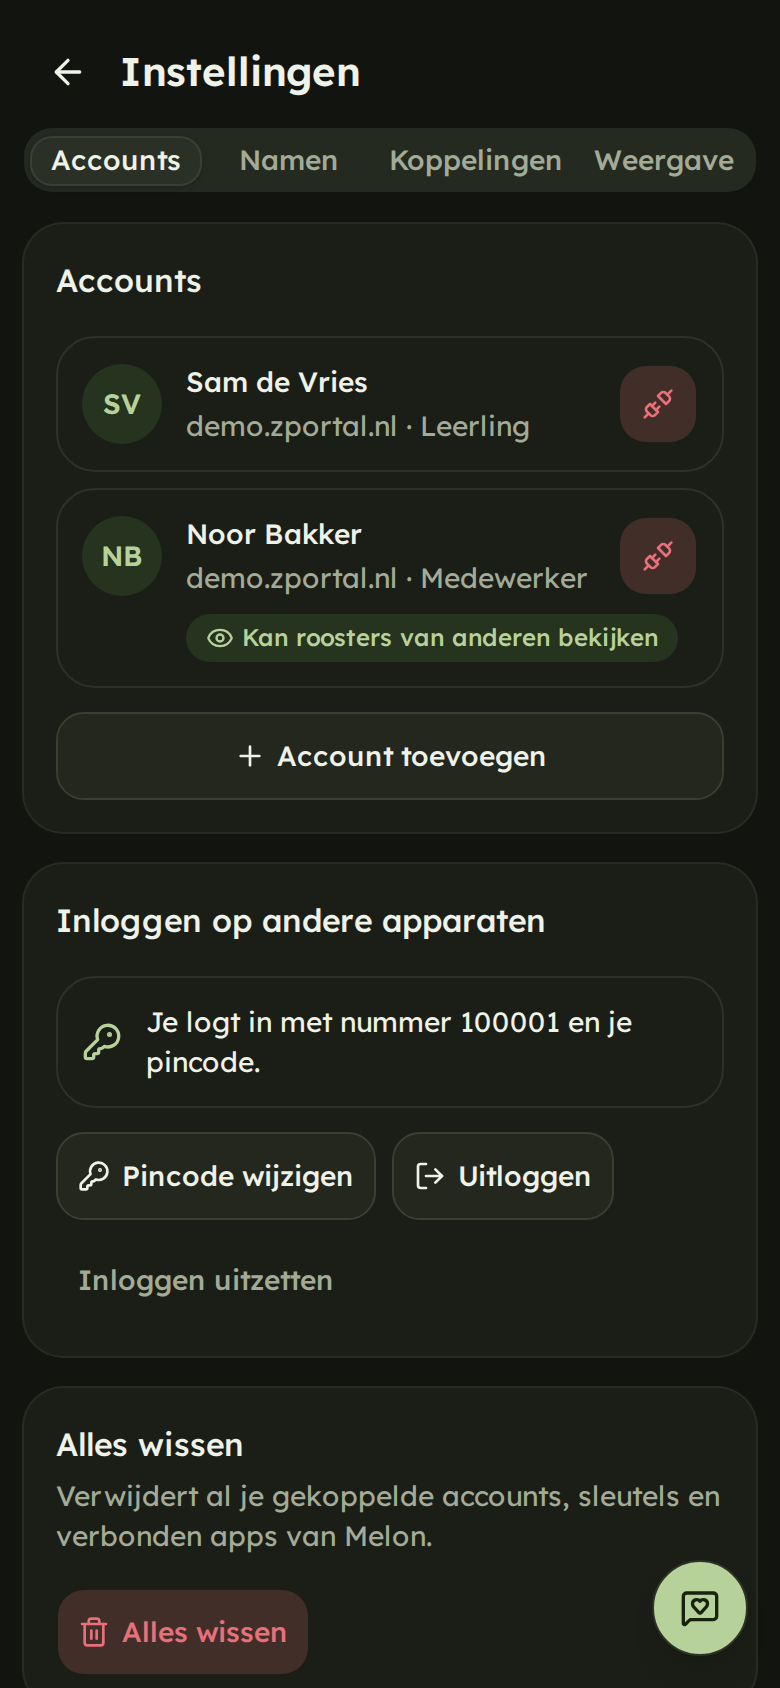 Instellingen
Accounts Namen Koppelingen Weergave
Accounts
SV
Sam de Vries
demo.zportal.nl · Leerling
NB
Noor Bakker
demo.zportal.nl · Medewerker
Kan roosters van anderen bekijken
Account toevoegen
Inloggen op andere apparaten
Je logt in met nummer 100001 en je
pincode.
Pincode wijzigen
Uitloggen
Inloggen uitzetten
Alles wissen
Verwijdert al je gekoppelde accounts, sleutels en
verbonden apps van Melon.
Alles wissen